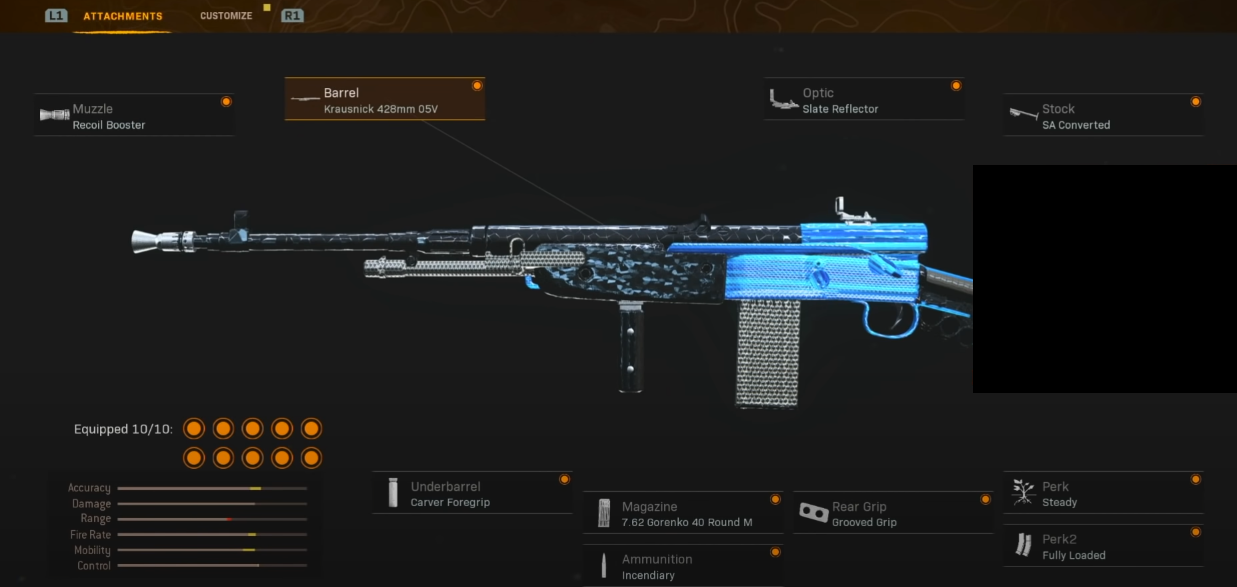 L1 ATTACHMENTS CUSTOMIZE R1
Muzzle
Recoil Booster
Barrel
Krausnick 428mm 05V
Optic
Slate Reflector
Stock
SA Converted
Equipped 10/10:
Accuracy
Damage
Range
Fire Rate
Mobility
Control
Underbarrel
Carver Foregrip
Magazine
7.62 Gorenko 40 Round M
Ammunition
Incendiary
Rear Grip
Grooved Grip
Perk
Steady
Perk2
Fully Loaded